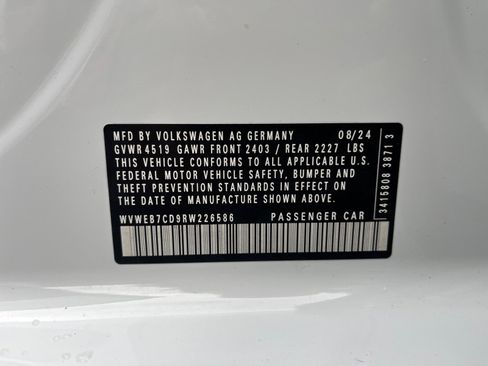 MFD BY VOLKSWAGEN AG GERMANY 08/24
GVWR 4519 GAWR FRONT 2403 / REAR 2227 LBS
THIS VEHICLE CONFORMS TO ALL APPLICABLE U.S.
FEDERAL MOTOR VEHICLE SAFETY, BUMPER AND
THEFT PREVENTION STANDARDS IN EFFECT ON
THE DATE OF MANUFACTURE SHOWN ABOVE.
WVWEB7CD9RW226586 PASSENGER CAR
3415808 3871 3